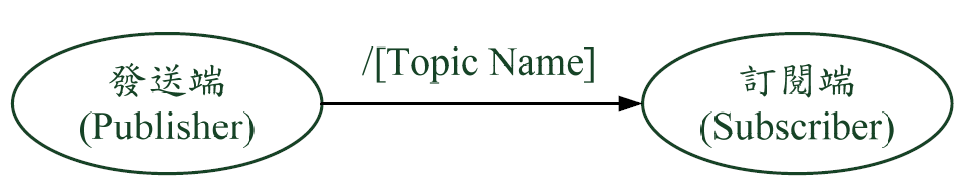 發送端
(Publisher)
/[Topic Name]
訂閱端
(Subscriber)